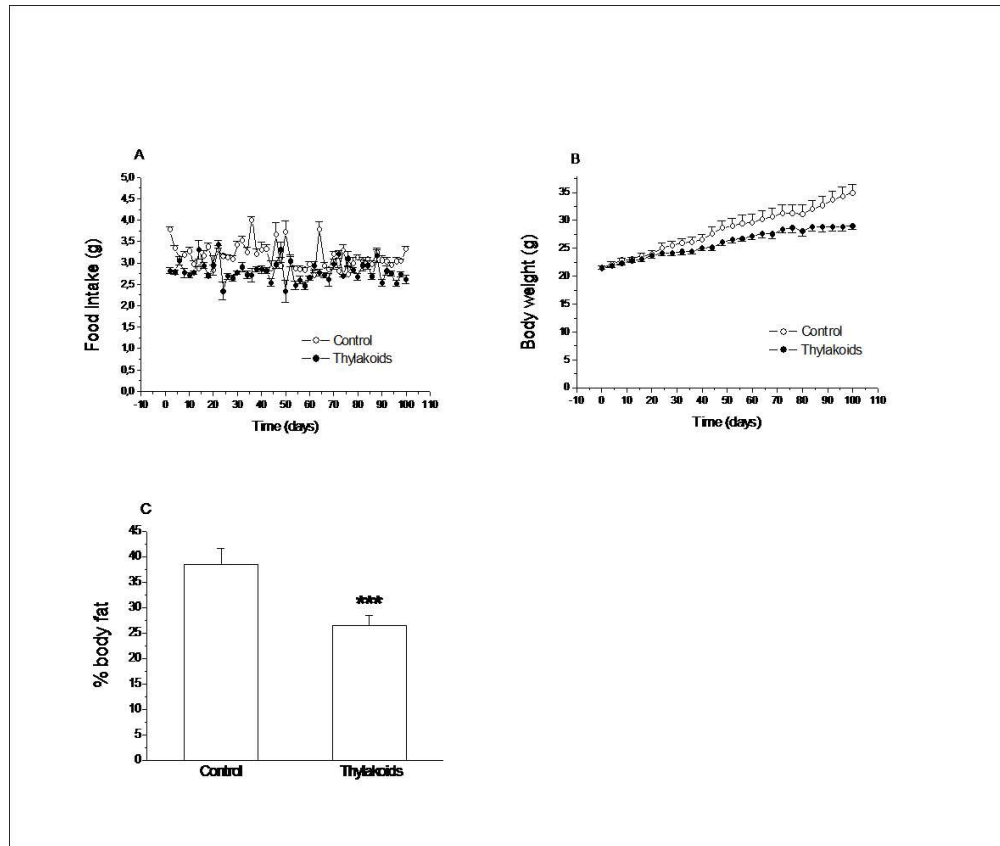 A
5,0
4,5
4,0
3,5
3,0
2,5
2,0
1,5
1,0
0,5
0,0
Food Intake (g)
Control
Thylakoids
-10 0 10 20 30 40 50 60 70 80 90 100 110
Time (days)
B
35
30
25
20
15
10
5
0
Body weight (g)
Control
Thylakoids
-10 0 10 20 30 40 50 60 70 80 90 100 110
Time (days)
C
45
40
35
30
25
20
15
10
5
0
% body fat
***
Control Thylakoids